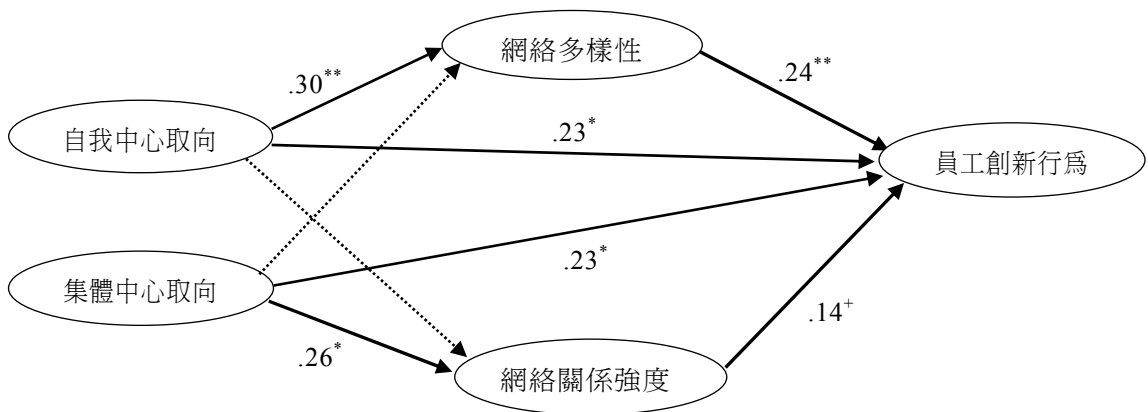 網絡多樣性
.30**
.24**
自我中心取向
.23*
員工創新行爲
集體中心取向
.23*
.14+
.26*
網絡關係強度